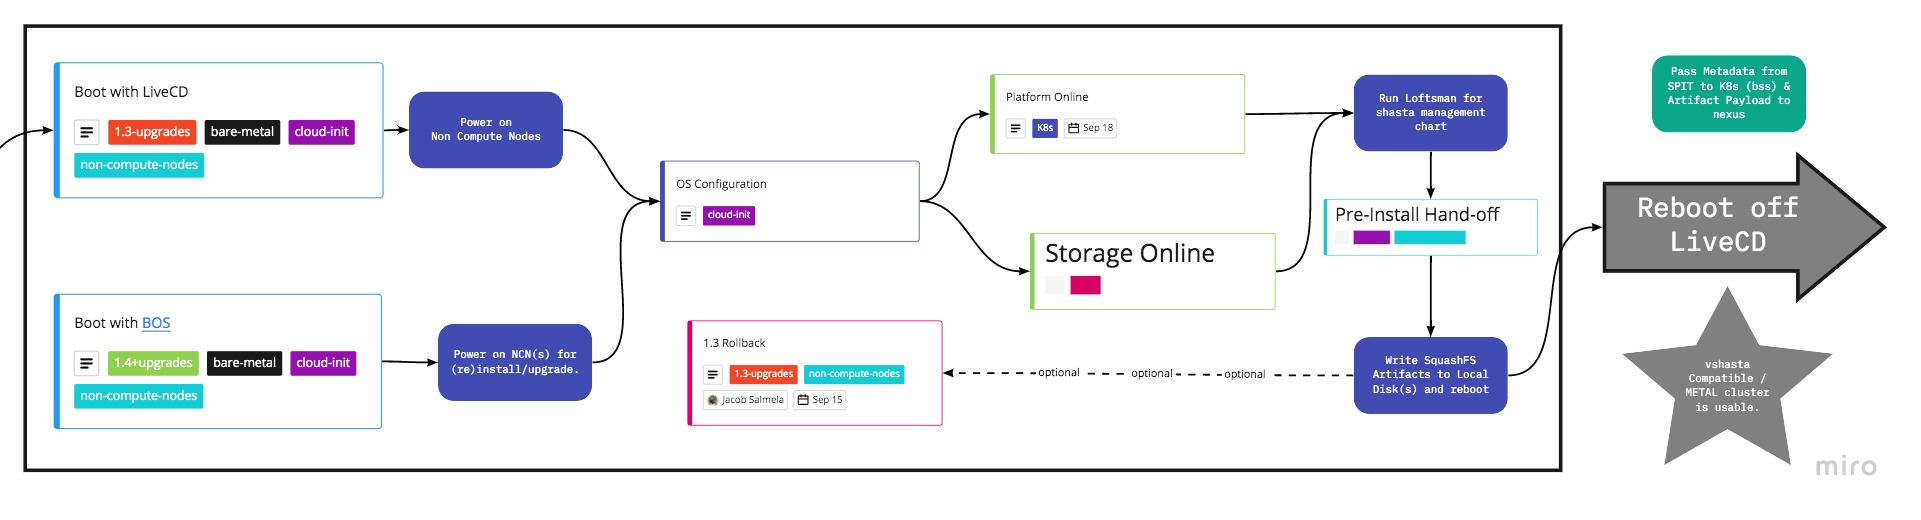 Boot with LiveCD
1.3-upgrades
bare-metal
cloud-init
non-compute-nodes
Power on
Non Compute Nodes
Boot with BOS
1.4+upgrades
bare-metal
cloud-init
non-compute-nodes
Power on NCN(s) for
(re)install/upgrade.
OS Configuration
cloud-init
Platform Online
K8s
Sep 18
Storage Online
1.3 Rollback
1.3-upgrades
non-compute-nodes
Jacob Salmela
Sep 15
optional
optional
optional
Run Loftsman for
shasta management
chart
Pre-Install Hand-off
Write SquashFS
Artifacts to Local
Disk(s) and reboot
Pass Metadata from
SPIT to K8s (bss) &
Artifact Payload to
nexus
Reboot off
LiveCD
vshasta
Compatible /
METAL cluster
is usable.
miro